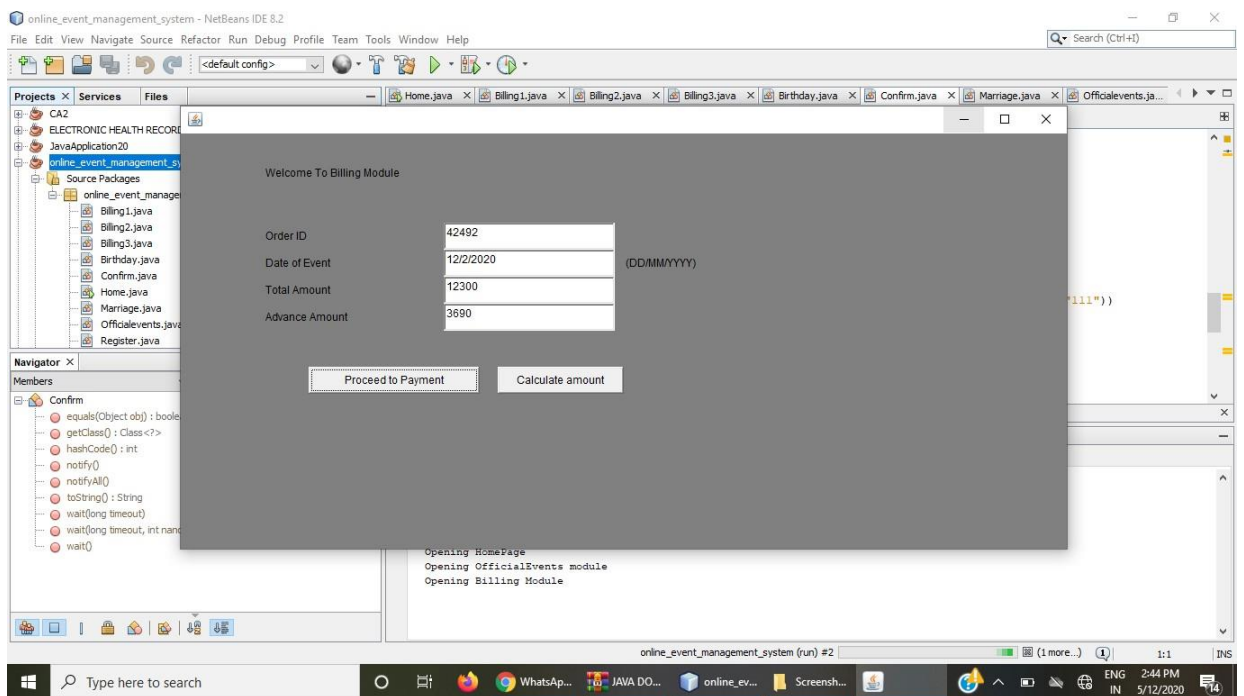 online_event_management_system - NetBeans IDE 8.2
File Edit View Navigate Source Refactor Run Debug Profile Team Tools Window Help
Search (Ctrl+I)
<default config>
Projects Services Files
Home.java Billing1.java Billing2.java Billing3.java Birthday.java Confirm.java Marriage.java Officialevents.ja...
CA2
ELECTRONIC HEALTH RECORD
JavaApplication20
online_event_management_sy
Source Packages
online_event_manage
Billing1.java
Billing2.java
Billing3.java
Birthday.java
Confirm.java
Home.java
Marriage.java
Officialevents.java
Register.java
Navigator
Members
Confirm
equals(Object obj) : boole
getClass() : Class<?>
hashCode() : int
notify()
notifyAll()
toString() : String
wait(long timeout)
wait(long timeout, int nano
wait()
Welcome To Billing Module
Order ID 42492
Date of Event 12/2/2020 (DD/MM/YYYY)
Total Amount 12300
Advance Amount 3690
Proceed to Payment Calculate amount
"111"))
Opening HomePage
Opening OfficialEvents module
Opening Billing Module
online_event_management_system (run) #2 (1 more...) 1 1:1 INS
Type here to search
WhatsAp... JAVA DO... online_ev... Screensh...
ENG IN
2:44 PM
5/12/2020
14